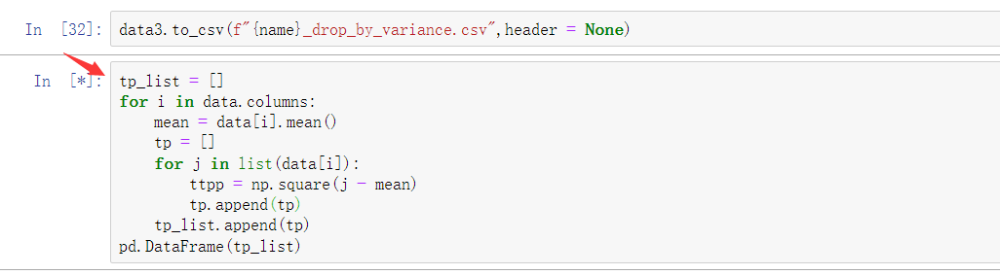 In [32]: data3.to_csv(f"{name}_drop_by_variance.csv",header = None)
In [*]: tp_list = []
for i in data.columns:
    mean = data[i].mean()
    tp = []
    for j in list(data[i]):
        ttpp = np.square(j - mean)
        tp.append(tp)
    tp_list.append(tp)
pd.DataFrame(tp_list)